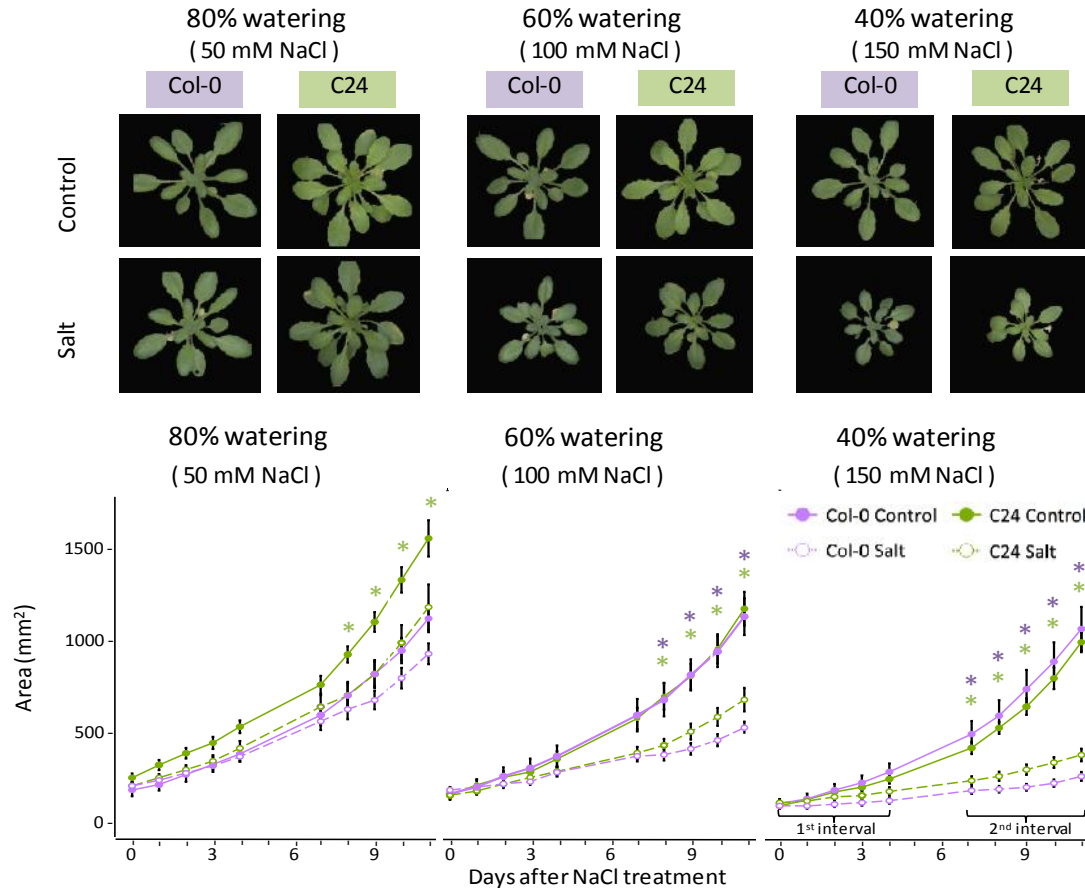 80% watering
( 50 mM NaCl )
60% watering
( 100 mM NaCl )
40% watering
( 150 mM NaCl )
Col-0
C24
Col-0
C24
Col-0
C24
Control
Salt
80% watering
( 50 mM NaCl )
60% watering
( 100 mM NaCl )
40% watering
( 150 mM NaCl )
Col-0 Control
C24 Control
Col-0 Salt
C24 Salt
* * * *
* * * *
* * * *
* * * * *
* * * * *
Area (mm²)
1500
1000
500
0
1st interval
2nd interval
0 3 6 9
0 3 6 9
0 3 6 9
Days after NaCl treatment